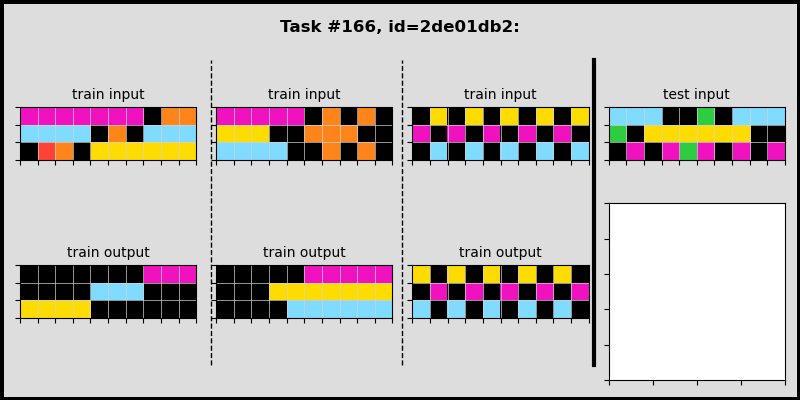 Task #166, id=2de01db2:
train input
train input
train input
test input
train output
train output
train output